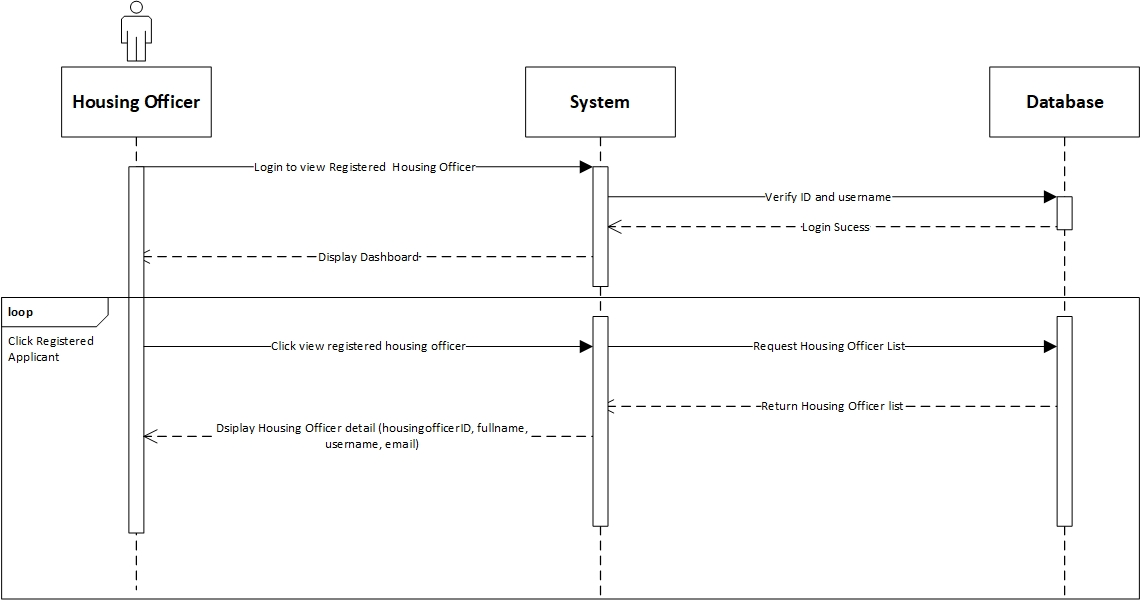 Housing Officer
System
Database
Login to view Registered Housing Officer
Verify ID and username
Login Sucess
Display Dashboard
loop
Click Registered
Applicant
Click view registered housing officer
Request Housing Officer List
Return Housing Officer list
Dsiplay Housing Officer detail (housingofficerID, fullname,
username, email)